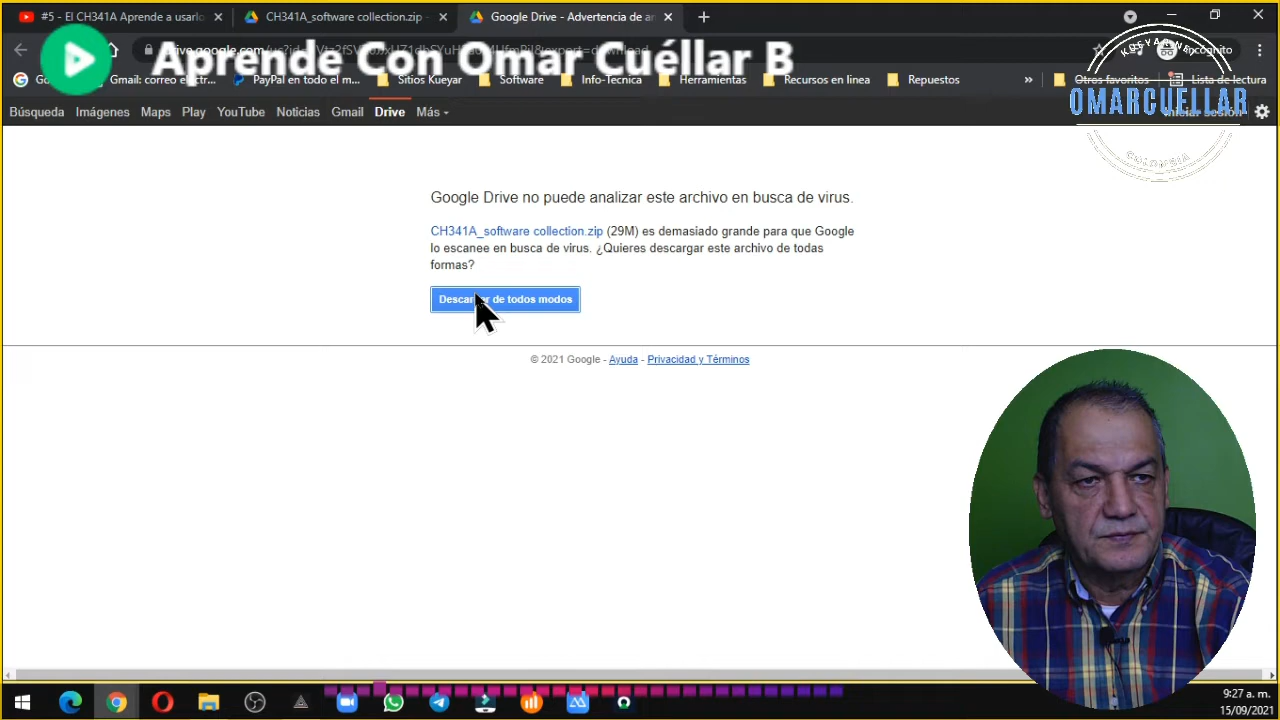 #5 - El CH341A Aprende a usarlo
CH341A_software collection.zip -
Google Drive - Advertencia de an
Aprende Con Omar Cuéllar B
Incógnito
Gmail: correo electr...
PayPal en todo el m...
Sitios Kueyar
Software
Info-Tecnica
Herramientas
Recursos en linea
Repuestos
»
Otros favoritos
Lista de lectura
OMARCUELLAR
COLOMBIA
Búsqueda
Imágenes
Maps
Play
YouTube
Noticias
Gmail
Drive
Más
Iniciar sesión
Google Drive no puede analizar este archivo en busca de virus.
CH341A_software collection.zip (29M) es demasiado grande para que Google
lo escanee en busca de virus. ¿Quieres descargar este archivo de todas
formas?
Descargar de todos modos
© 2021 Google - Ayuda - Privacidad y Términos
9:27 a. m.
15/09/2021